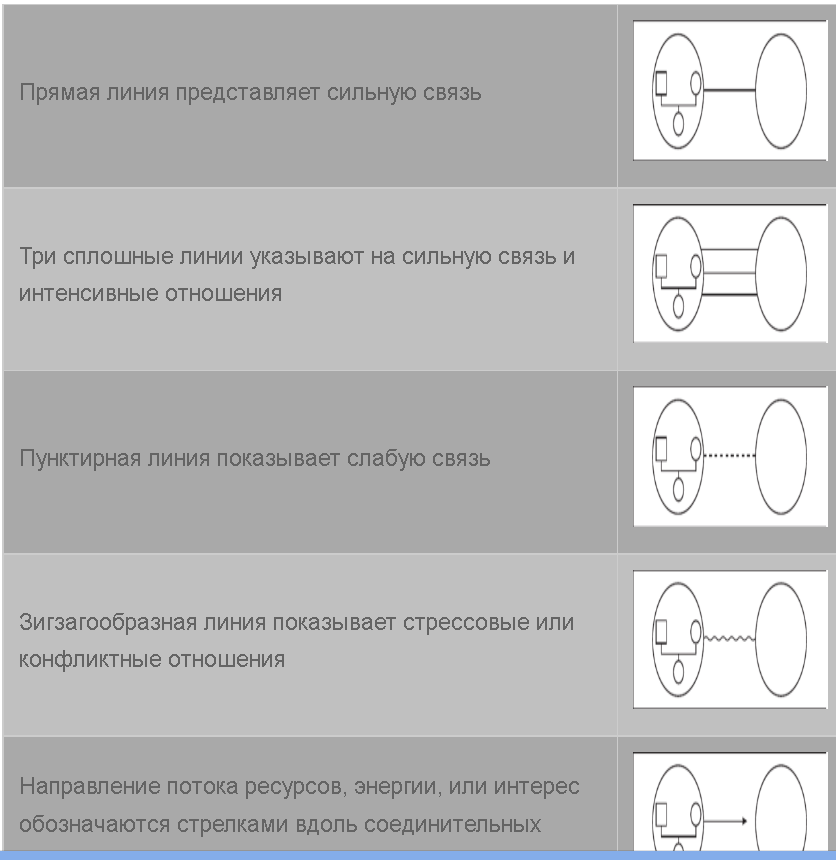 Прямая линия представляет сильную связь
Три сплошные линии указывают на сильную связь и
интенсивные отношения
Пунктирная линия показывает слабую связь
Зигзагообразная линия показывает стрессовые или
конфликтные отношения
Направление потока ресурсов, энергии, или интерес
обозначаются стрелками вдоль соединительных